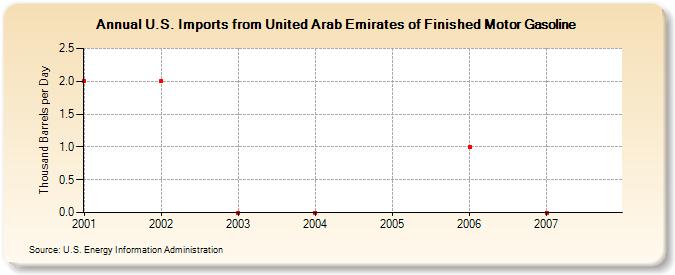 Annual U.S. Imports from United Arab Emirates of Finished Motor Gasoline
Thousand Barrels per Day
2.5
2.0
1.5
1.0
0.5
0.0
2001 2002 2003 2004 2005 2006 2007
Source: U.S. Energy Information Administration